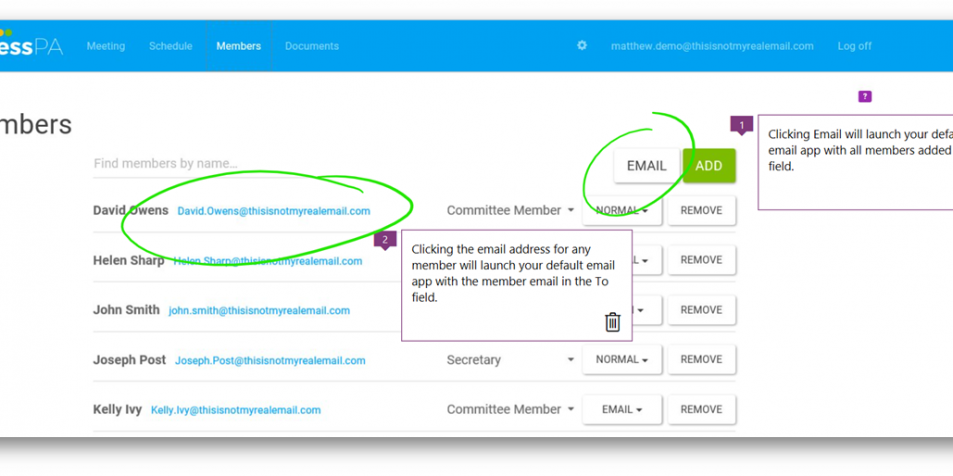 essPA Meeting Schedule Members Documents matthew.demo@thisisnotmyrealemail.com Log off
?
mbers
1
Clicking Email will launch your defa
email app with all members added
field.
Find members by name...
EMAIL ADD
David Owens David.Owens@thisisnotmyrealemail.com Committee Member NORMAL REMOVE
2
Clicking the email address for any
member will launch your default email
app with the member email in the To
field.
Helen Sharp Helen.Sharp@thisisnotmyrealemail.com L REMOVE
John Smith john.smith@thisisnotmyrealemail.com REMOVE
Joseph Post Joseph.Post@thisisnotmyrealemail.com Secretary NORMAL REMOVE
Kelly Ivy Kelly.Ivy@thisisnotmyrealemail.com Committee Member EMAIL REMOVE